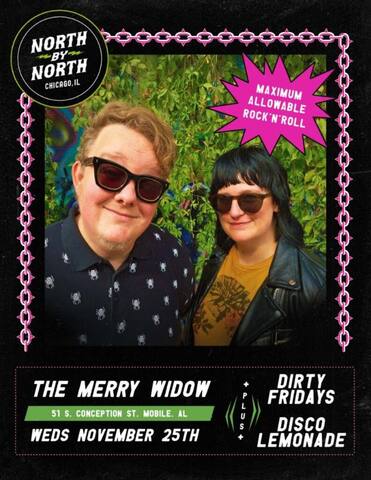 NORTH
BY
NORTH
CHICAGO, IL
MAXIMUM
ALLOWABLE
ROCK'N'ROLL
THE MERRY WIDOW
51 S. CONCEPTION ST. MOBILE. AL
WEDS NOVEMBER 25TH
+ PLUS +
DIRTY
FRIDAYS
DISCO
LEMONADE